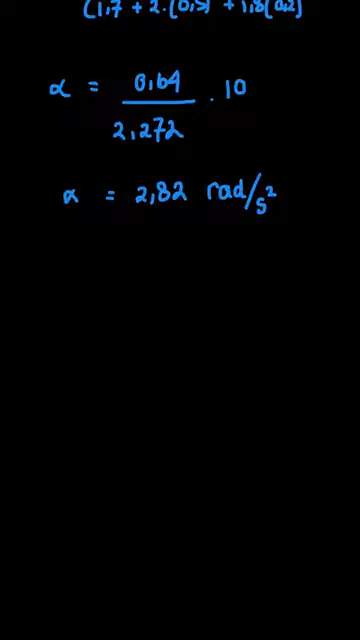 (1,7 + 2.(0,5) + 1,8(0,2)
α = 0,64 / 2,272 . 10
α = 2,82 rad/s²